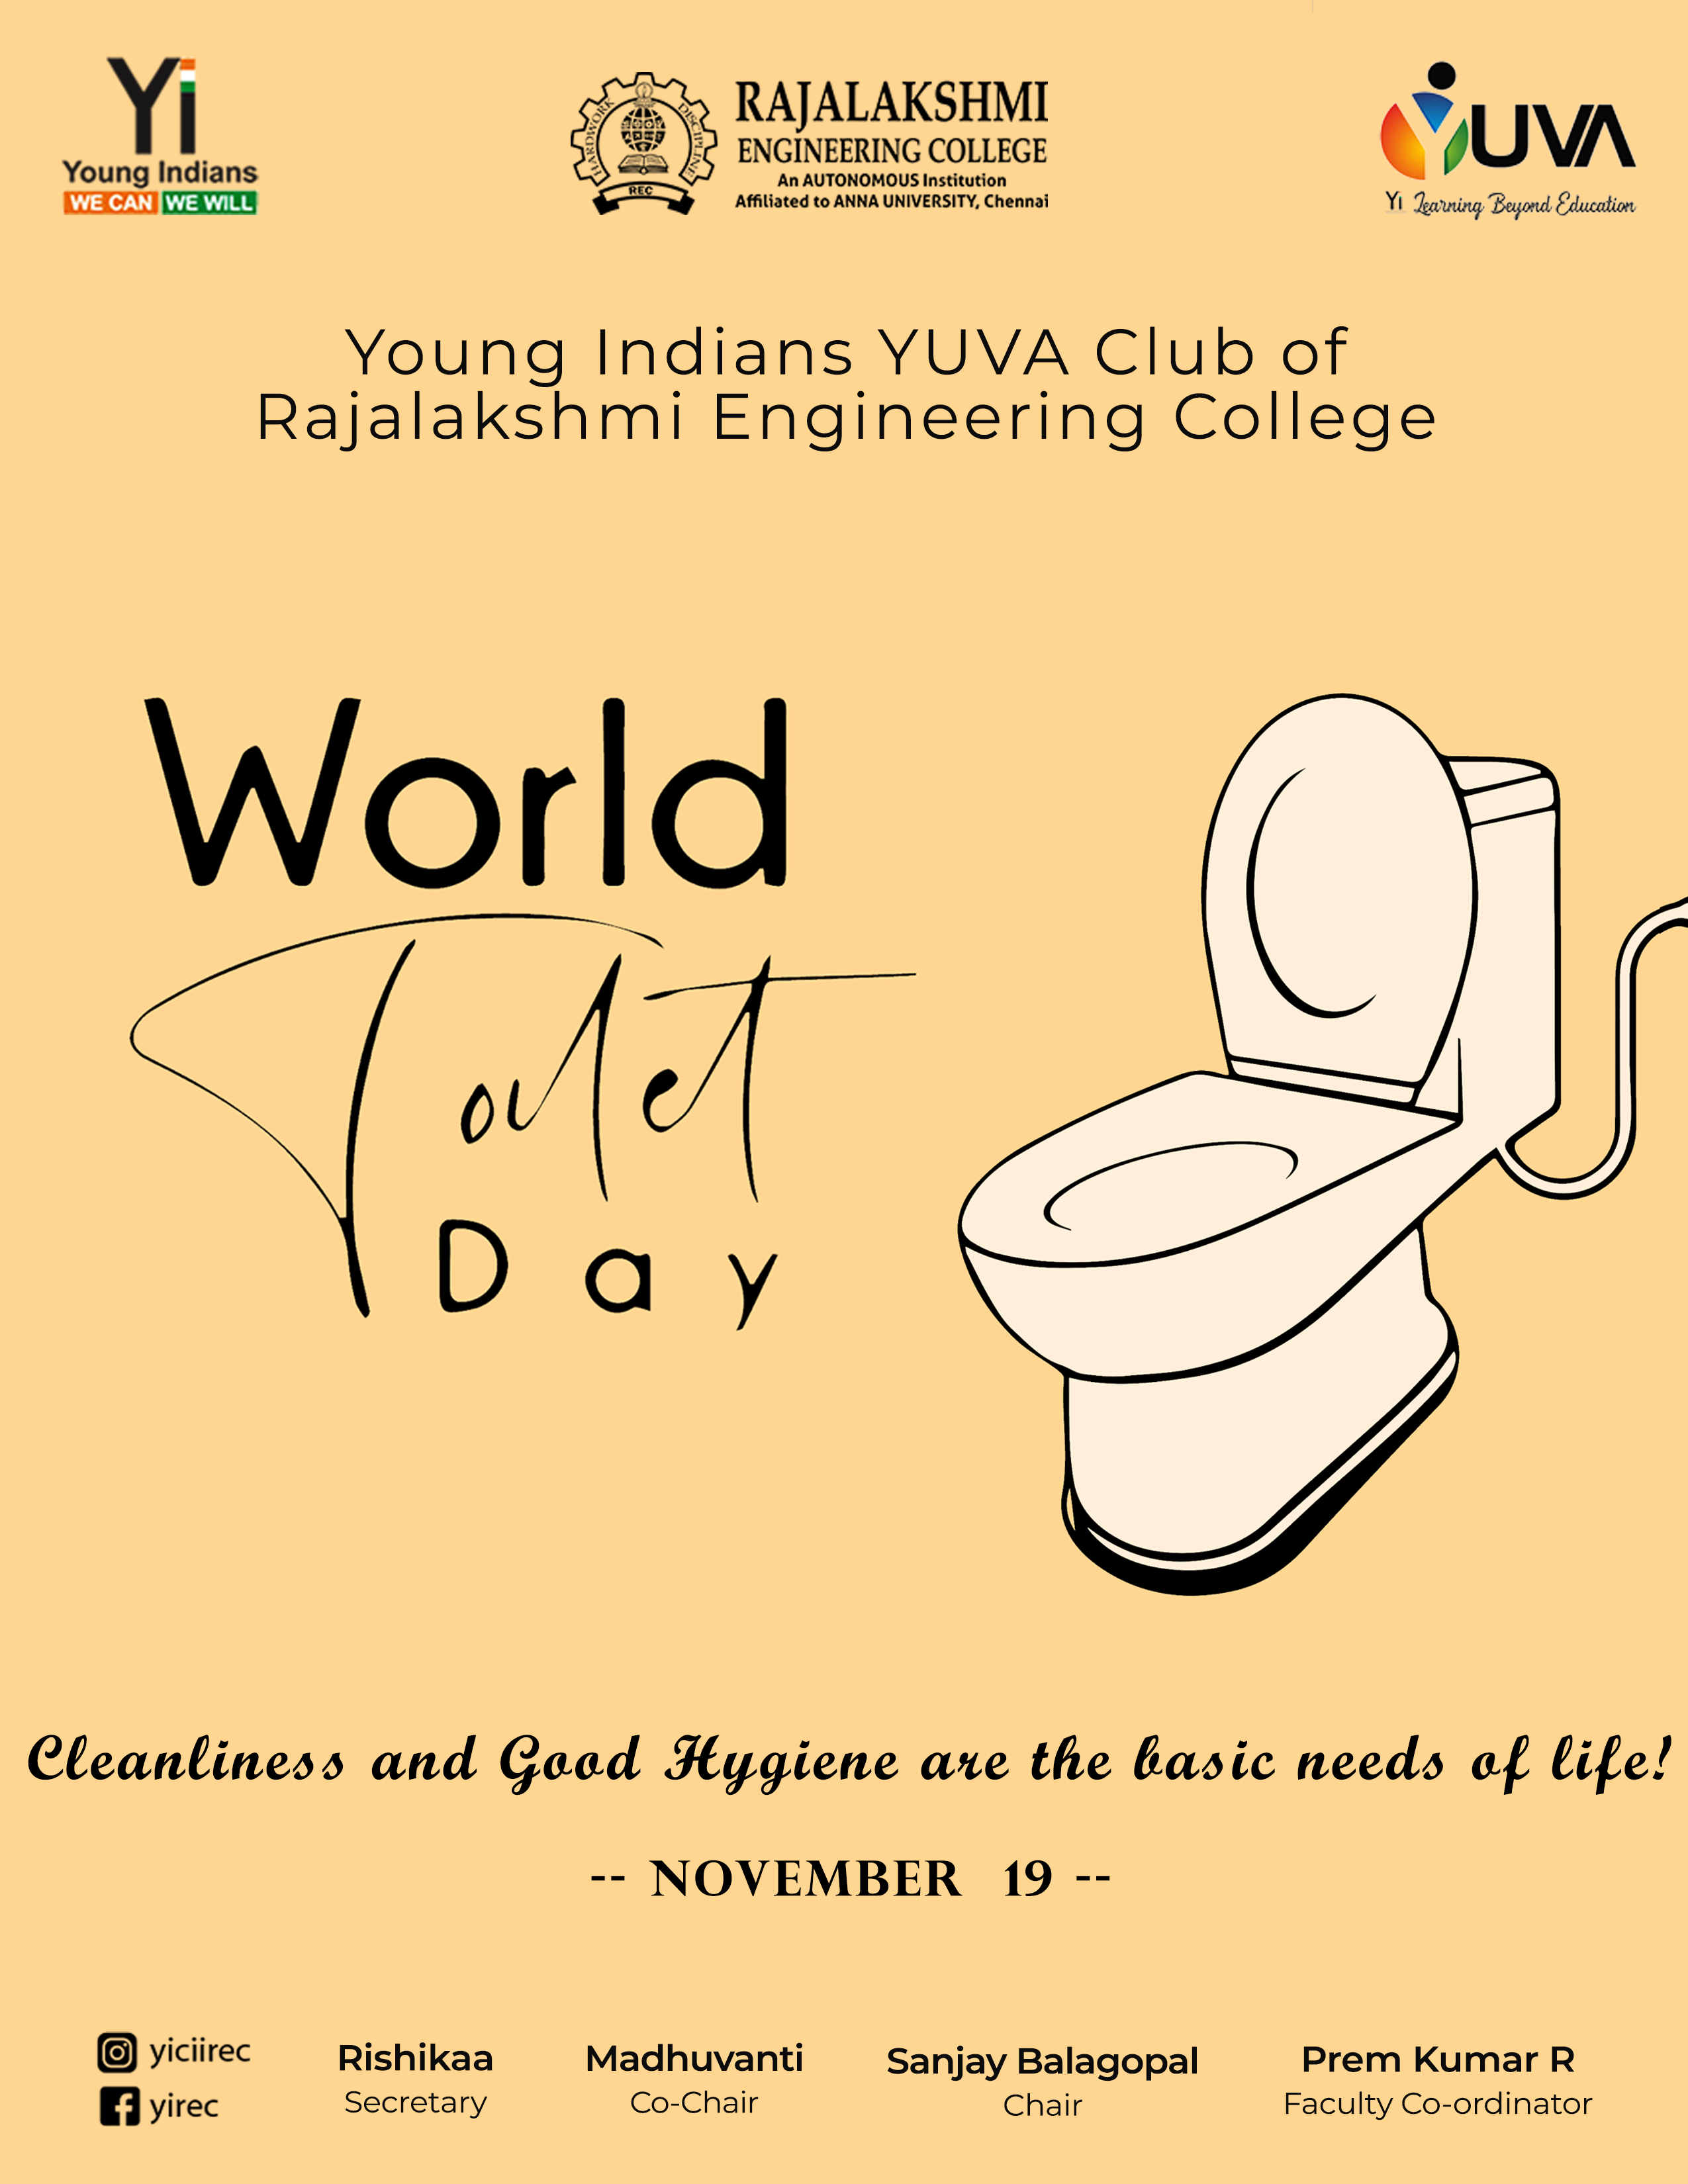 Yi
Young Indians
WE CAN WE WILL
HARDWORK
DISCIPLINE
REC
RAJALAKSHMI
ENGINEERING COLLEGE
An AUTONOMOUS Institution
Affiliated to ANNA UNIVERSITY, Chennai
YUVA
Yi Learning Beyond Education
Young Indians YUVA Club of
Rajalakshmi Engineering College
World
Toilet
Day
Cleanliness and Good Hygiene are the basic needs of life!
-- NOVEMBER 19 --
yiciirec
yirec
Rishikaa
Secretary
Madhuvanti
Co-Chair
Sanjay Balagopal
Chair
Prem Kumar R
Faculty Co-ordinator